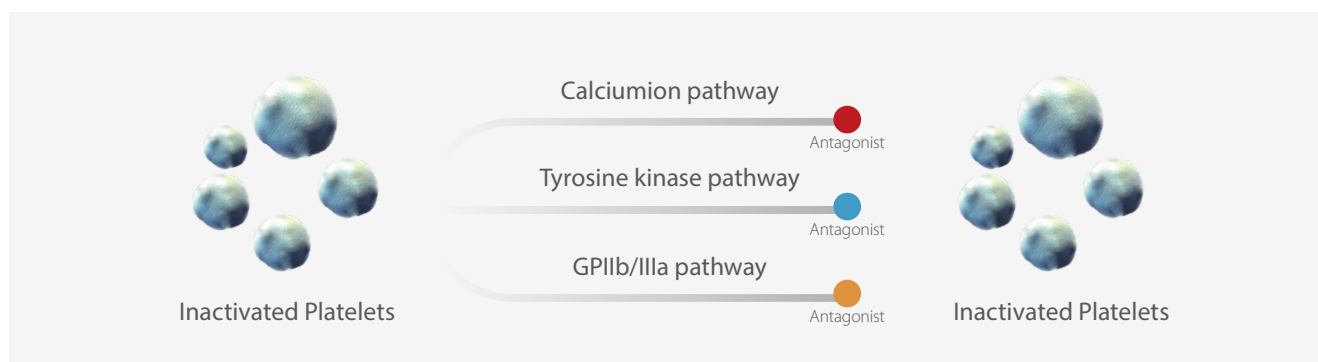 Calciumion pathway
Antagonist
Tyrosine kinase pathway
Antagonist
GPIIb/IIIa pathway
Antagonist
Inactivated Platelets
Inactivated Platelets